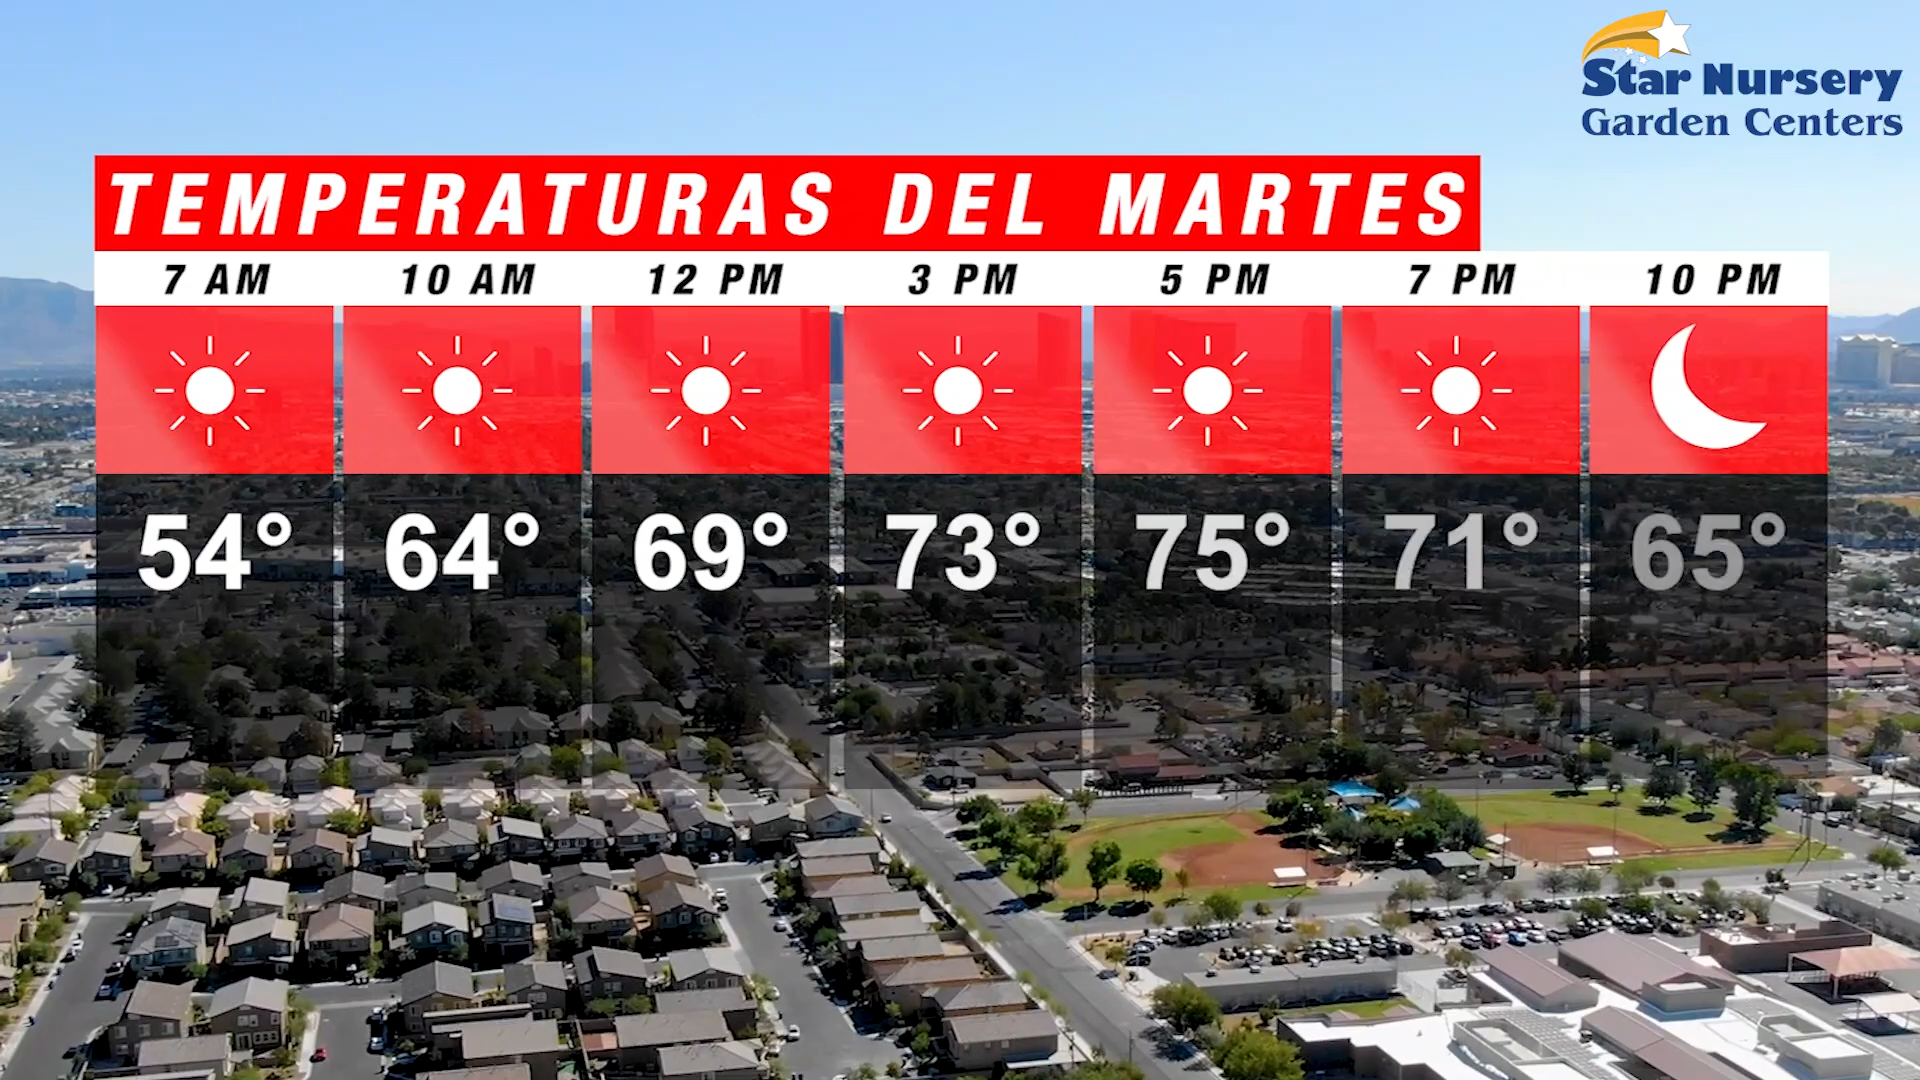 Star Nursery
Garden Centers
TEMPERATURAS DEL MARTES
7 AM 10 AM 12 PM 3 PM 5 PM 7 PM 10 PM
54° 64° 69° 73° 75° 71° 65°